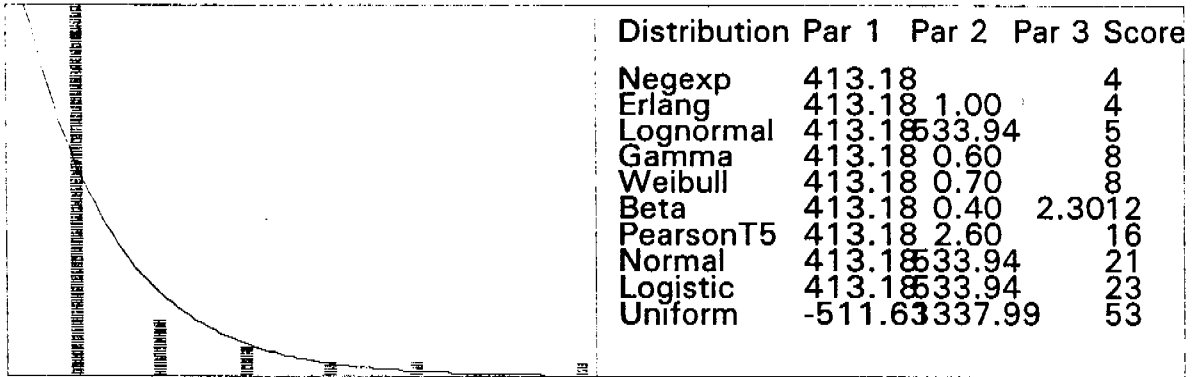 Distribution Par 1 Par 2 Par 3 Score
Negexp 413.18 4
Erlang 413.18 1.00 4
Lognormal 413.18 533.94 5
Gamma 413.18 0.60 8
Weibull 413.18 0.70 8
Beta 413.18 0.40 2.30 12
PearsonT5 413.18 2.60 16
Normal 413.18 533.94 21
Logistic 413.18 533.94 23
Uniform -511.63 1337.99 53